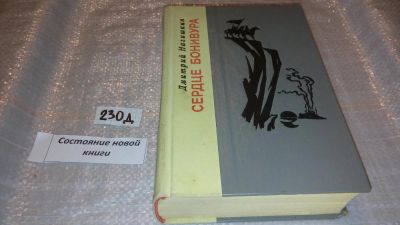 230Д
Состояние новой
книги
Дмитрий Нагишкин
СЕРДЦЕ БОНИВУРА